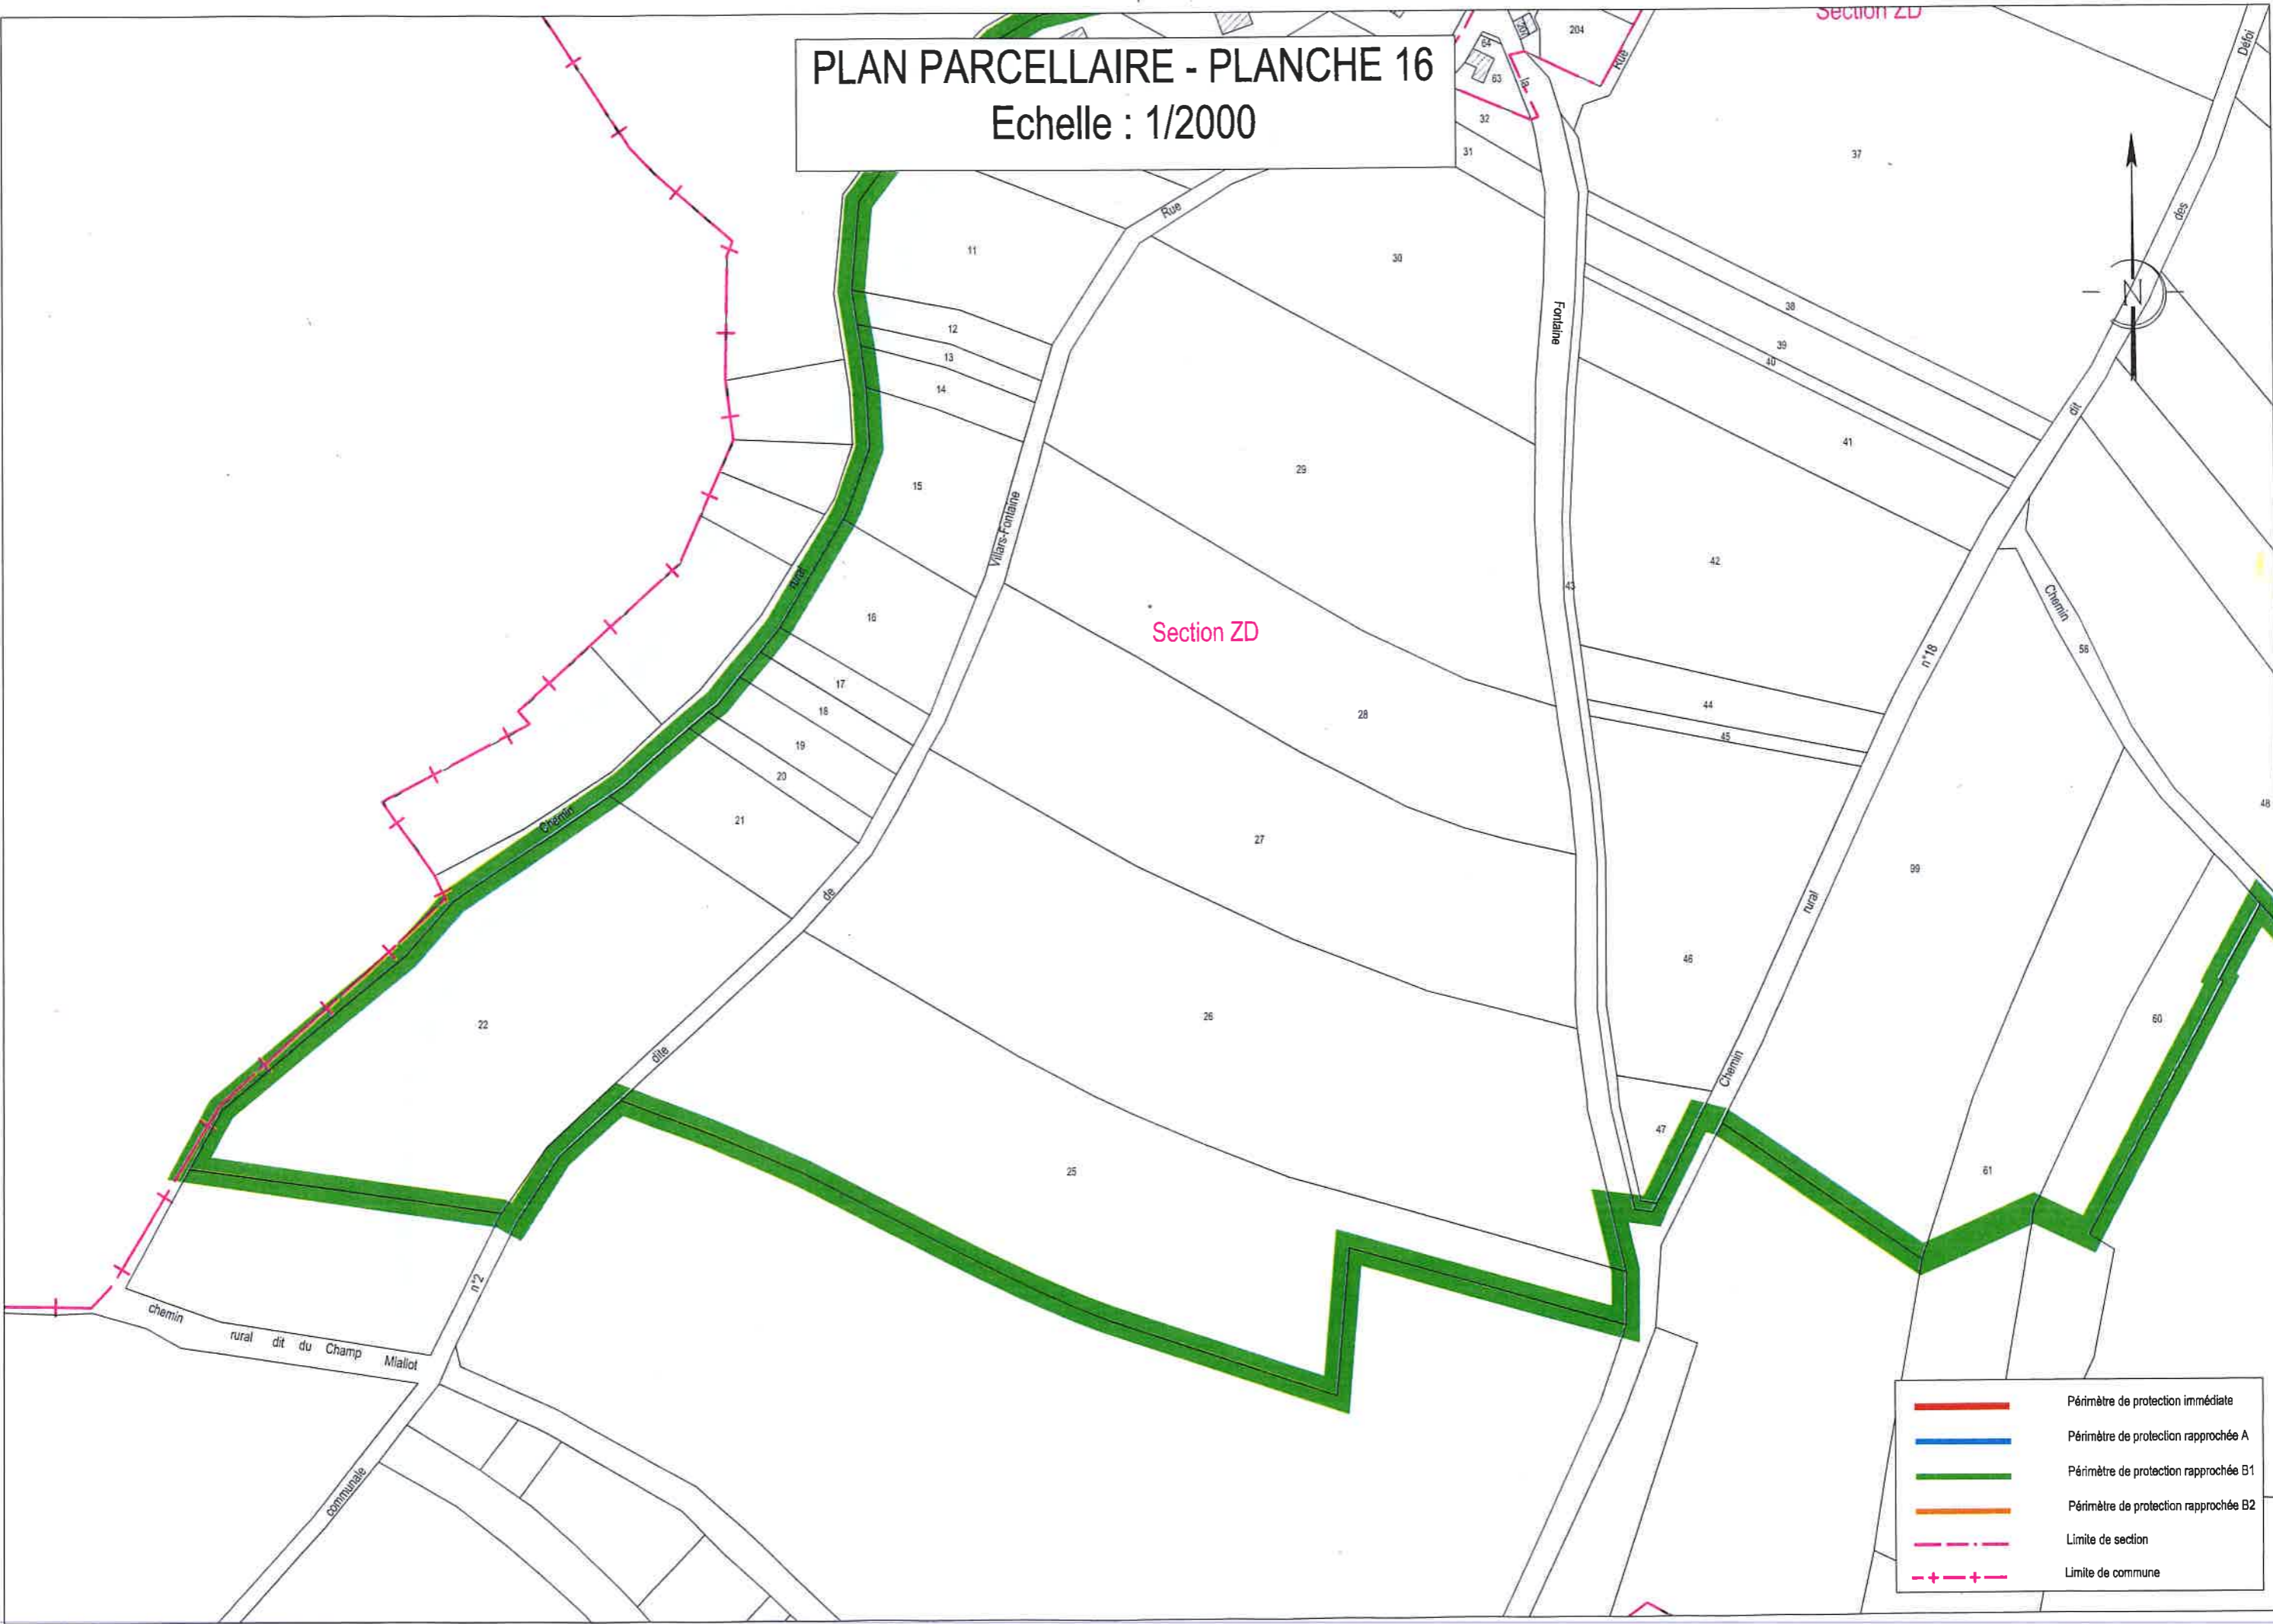 PLAN PARCELLAIRE - PLANCHE 16
Echelle : 1/2000
Section ZD
204
201
64
63
la
Rue
Défoi
32
31
37
des
Rue
11
30
Fontaine
38
N
12
39
13
40
14
dit
41
29
15
Villars-Fontaine
42
rural
43
Chemin
16
Section ZD
n°18
58
17
44
18
28
45
19
20
48
Chemin
21
27
99
de
rural
46
22
26
60
dite
Chemin
47
25
61
n°2
chemin rural dit du Champ Mialiot
communale
Périmètre de protection immédiate
Périmètre de protection rapprochée A
Périmètre de protection rapprochée B1
Périmètre de protection rapprochée B2
Limite de section
Limite de commune